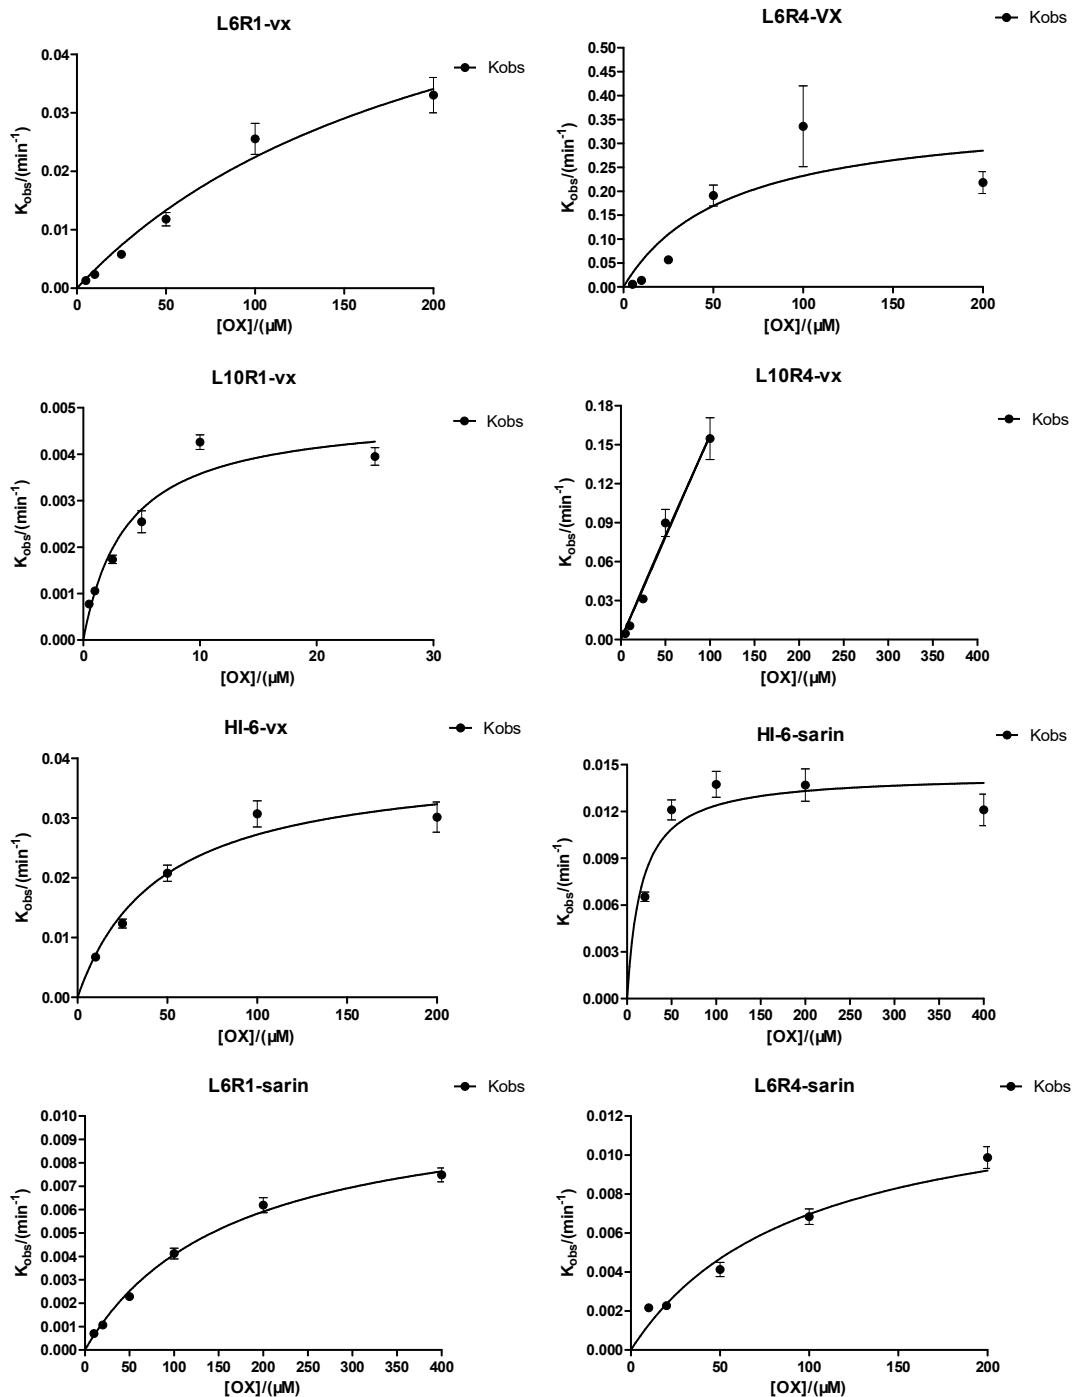 L6R1-vx
Kobs
0.04
0.03
0.02
0.01
0.00
Kobs/(min-1)
0 50 100 150 200
[OX]/(µM)
L6R4-VX
Kobs
0.50
0.45
0.40
0.35
0.30
0.25
0.20
0.15
0.10
0.05
0.00
Kobs/(min-1)
0 50 100 150 200
[OX]/(µM)
L10R1-vx
Kobs
0.005
0.004
0.003
0.002
0.001
0.000
Kobs/(min-1)
0 10 20 30
[OX]/(µM)
L10R4-vx
Kobs
0.18
0.15
0.12
0.09
0.06
0.03
0.00
Kobs/(min-1)
0 50 100 150 200 250 300 350 400
[OX]/(µM)
HI-6-vx
Kobs
0.04
0.03
0.02
0.01
0.00
Kobs/(min-1)
0 50 100 150 200
[OX]/(µM)
HI-6-sarin
Kobs
0.015
0.012
0.009
0.006
0.003
0.000
Kobs/(min-1)
0 50 100 150 200 250 300 350 400
[OX]/(µM)
L6R1-sarin
Kobs
0.010
0.009
0.008
0.007
0.006
0.005
0.004
0.003
0.002
0.001
0.000
Kobs/(min-1)
0 50 100 150 200 250 300 350 400
[OX]/(µM)
L6R4-sarin
Kobs
0.012
0.010
0.008
0.006
0.004
0.002
0.000
Kobs/(min-1)
0 50 100 150 200
[OX]/(µM)